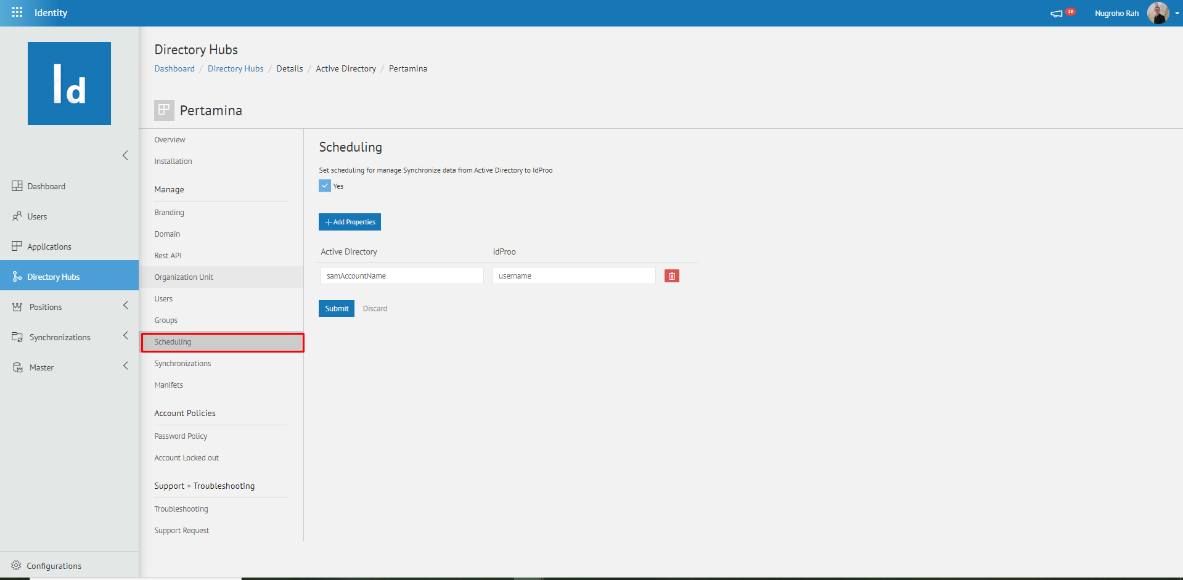 Identity
19
Nugroho Rah
Id
Dashboard
Users
Applications
Directory Hubs
Positions
Synchronizations
Master
Configurations
Directory Hubs
Dashboard / Directory Hubs / Details / Active Directory / Pertamina
Pertamina
Overview
Installation
Manage
Branding
Domain
Rest API
Organization Unit
Users
Groups
Scheduling
Synchronizations
Manifets
Account Policies
Password Policy
Account Locked out
Support + Troubleshooting
Troubleshooting
Support Request
Scheduling
Set scheduling for manage Synchronize data from Active Directory to IdProo
Yes
+ Add Properties
Active Directory IdProo
samAccountName username
Submit Discard